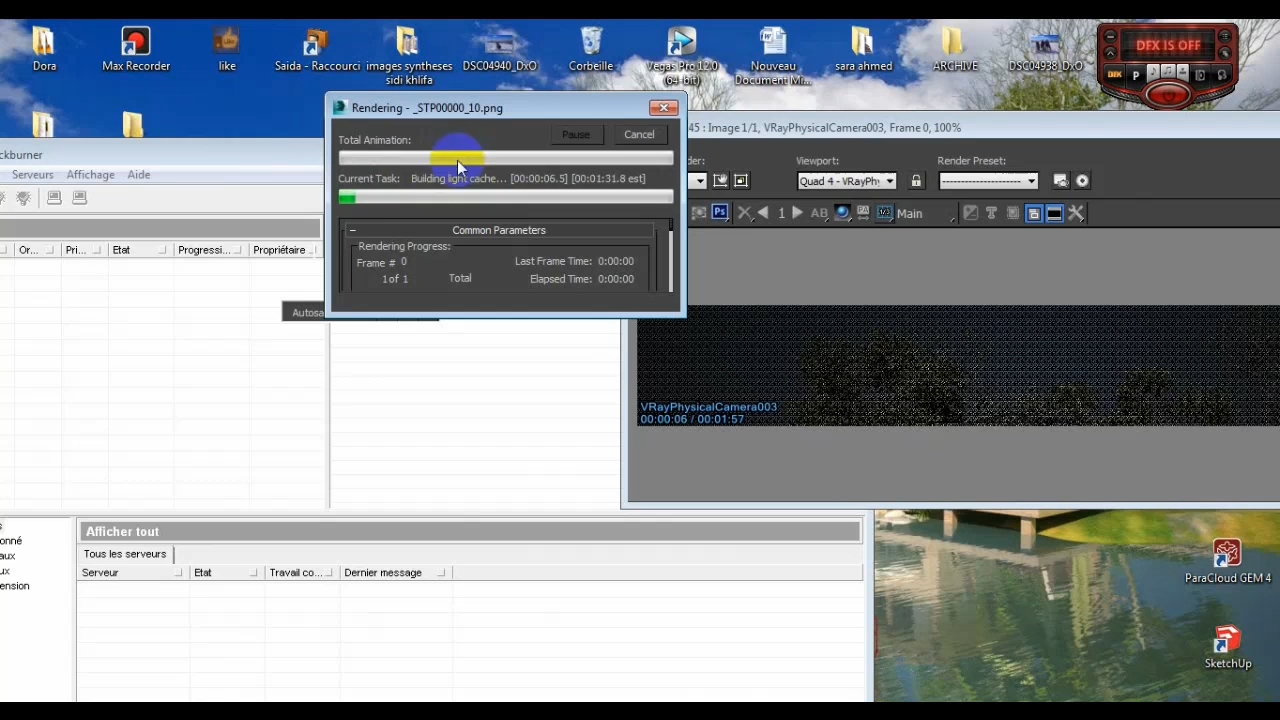 Dora
Max Recorder
like
Saida - Raccourci
images syntheses
sidi khlifa
DSC04940_DxO
Corbeille
Vegas Pro 12.0
(64-bit)
Nouveau
Document Mi...
sara ahmed
ARCHIVE
DSC04938_DxO
DFX IS OFF
Rendering - _STP00000_10.png
Total Animation:
Pause
Cancel
Current Task:
Building light cache... [00:00:06.5] [00:01:31.8 est]
Common Parameters
Rendering Progress:
Frame # 0
Last Frame Time: 0:00:00
1 of 1
Total
Elapsed Time: 0:00:00
45 : Image 1/1, VRayPhysicalCamera003, Frame 0, 100%
der:
Viewport:
Render Preset:
Quad 4 - VRayPhy
Ps
AB
1
Main
VRayPhysicalCamera003
00:00:06 / 00:01:57
ckburner
Serveurs
Affichage
Aide
Or...
Pri...
Etat
Progressi...
Propriétaire
Autosa
Afficher tout
Tous les serveurs
Serveur
Etat
Travail co...
Dernier message
s
onné
aux
ux
ension
ParaCloud GEM 4
SketchUp